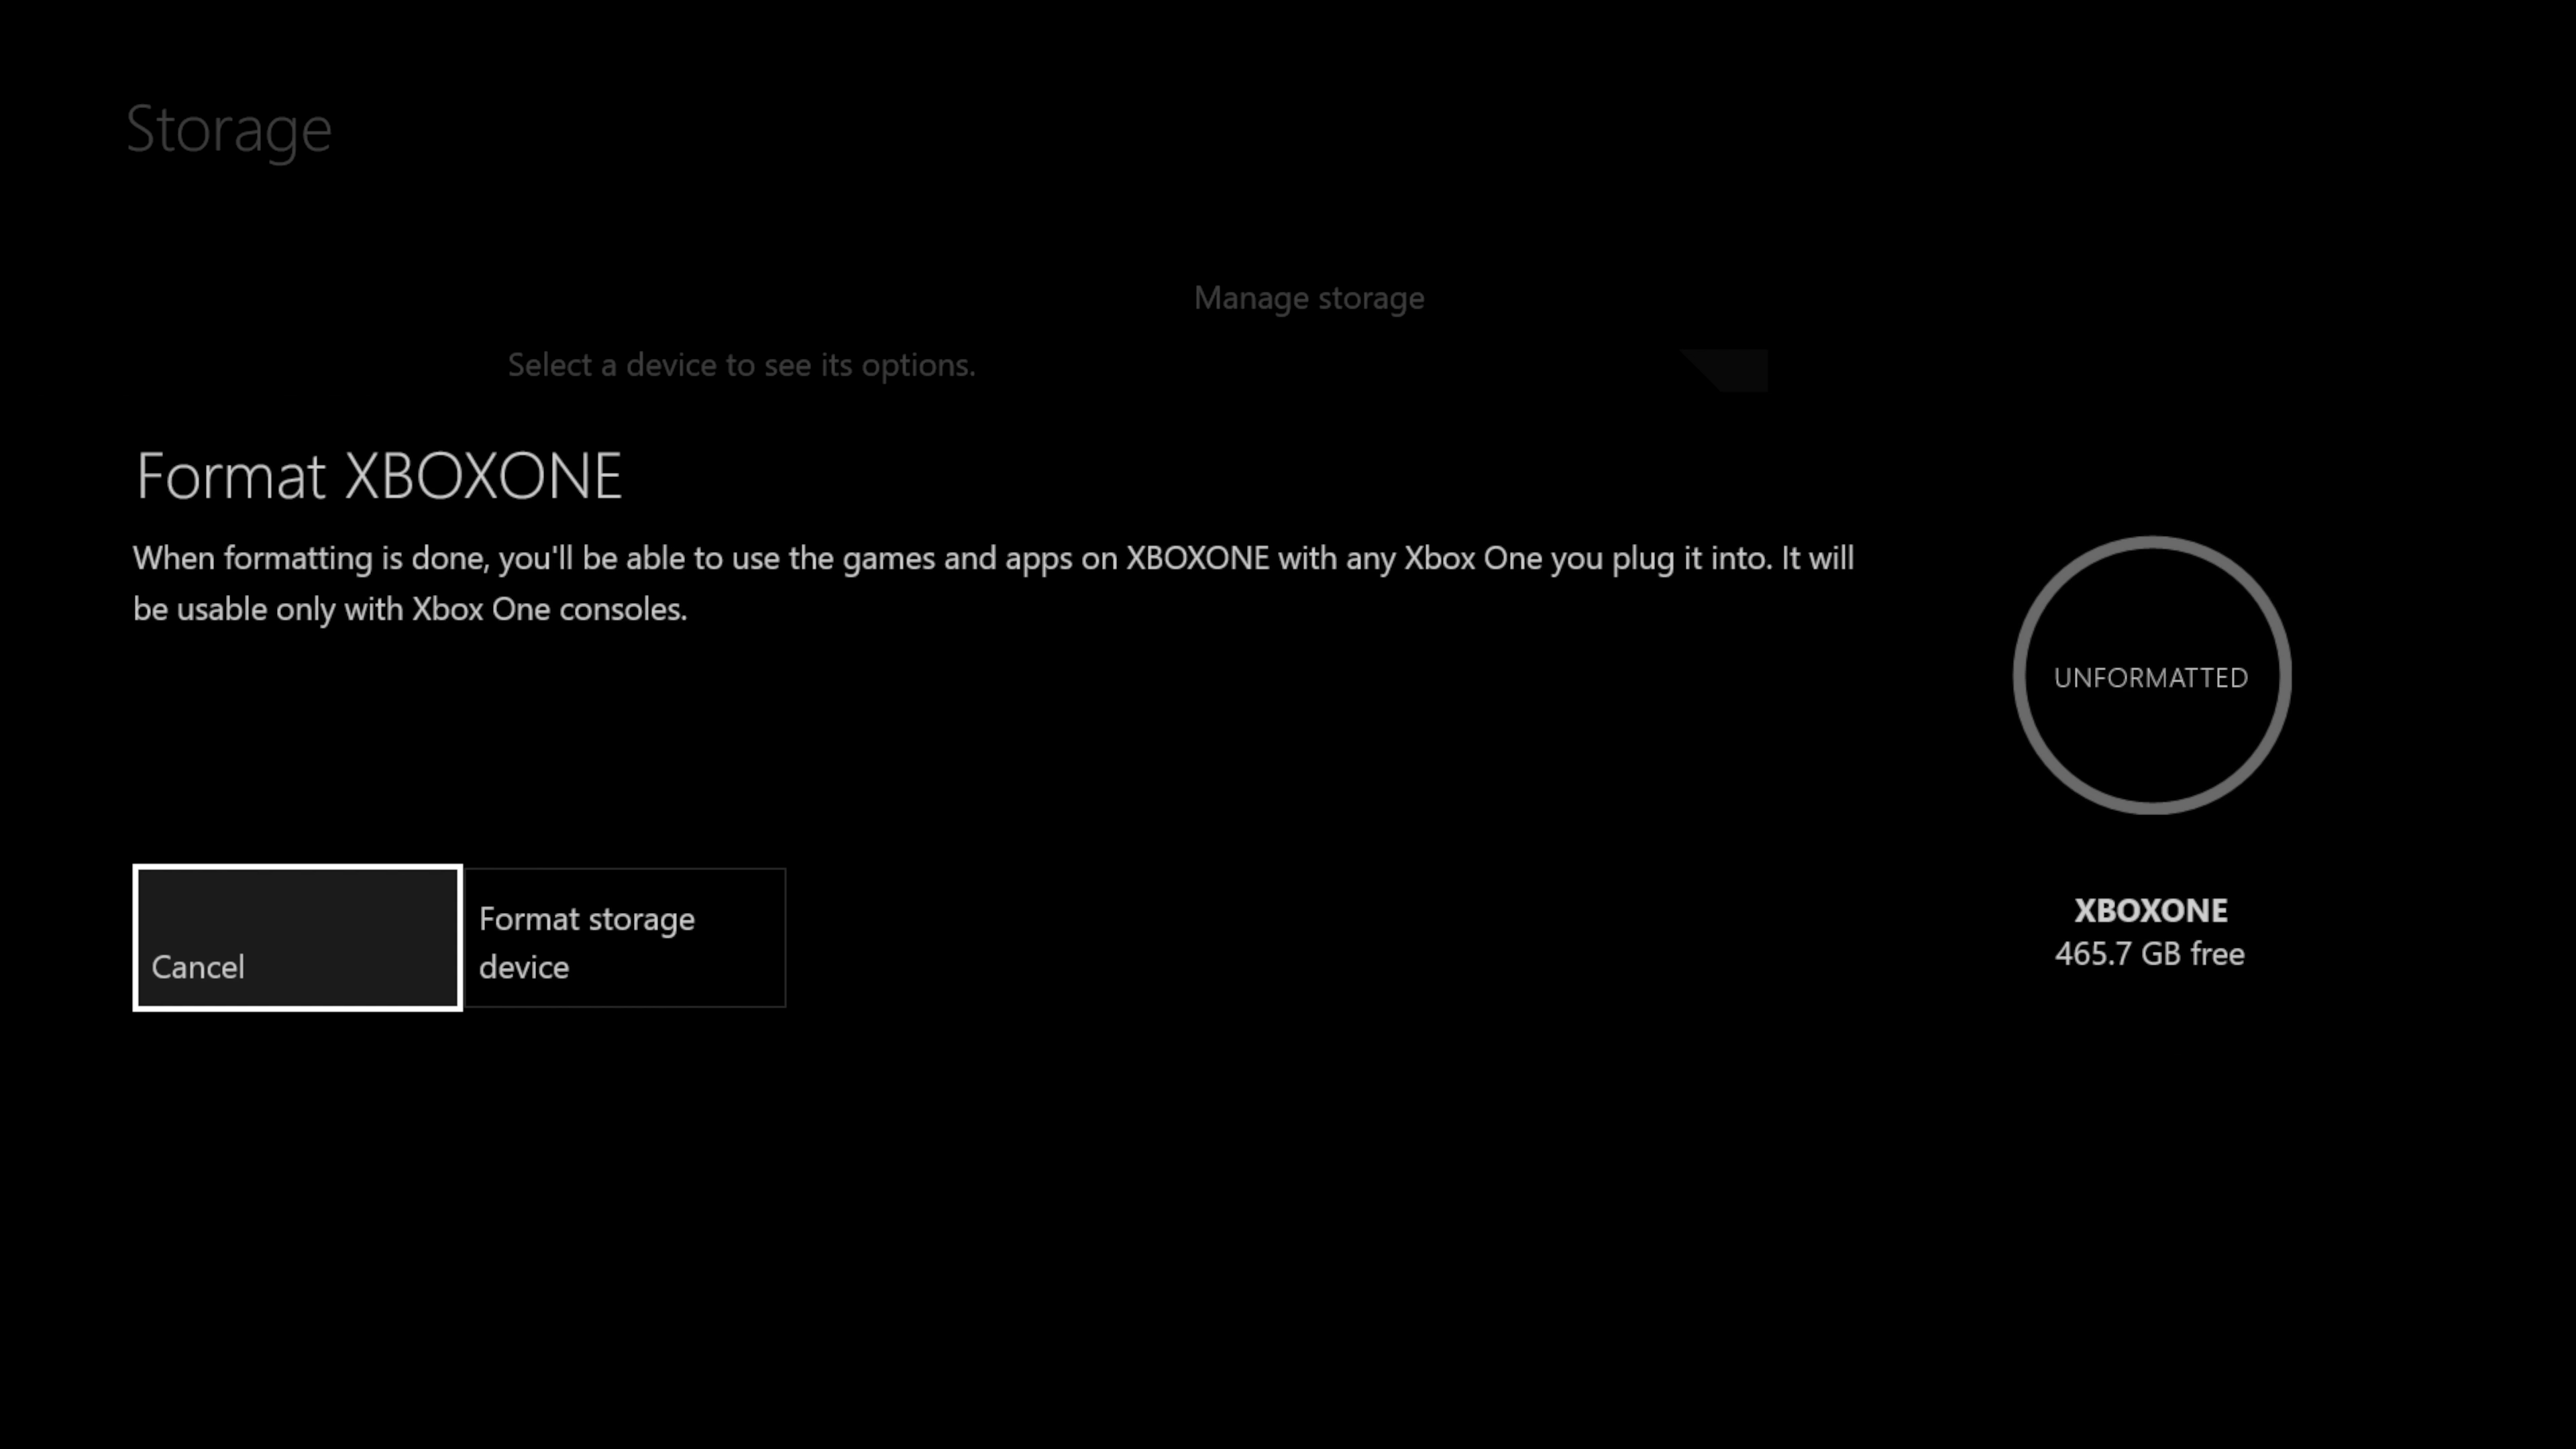 Storage
Manage storage
Select a device to see its options.
Format XBOXONE
When formatting is done, you'll be able to use the games and apps on XBOXONE with any Xbox One you plug it into. It will
be usable only with Xbox One consoles.
UNFORMATTED
XBOXONE
465.7 GB free
Cancel
Format storage
device